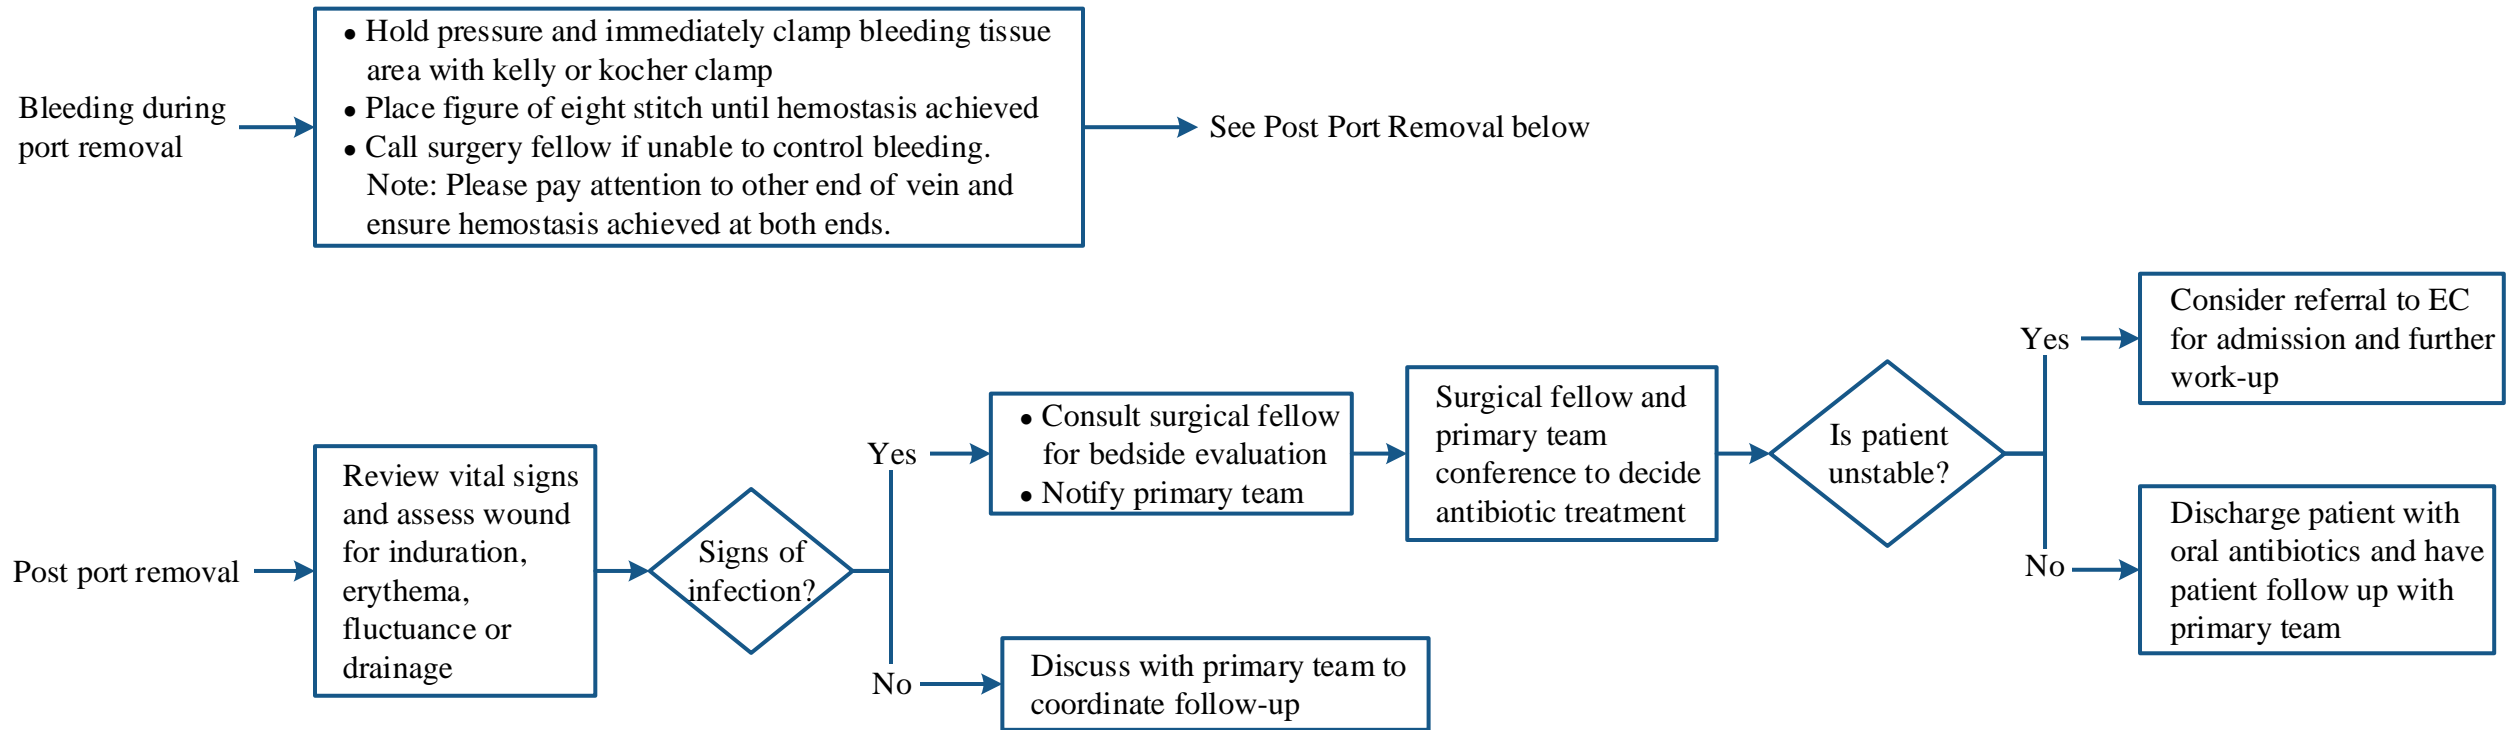 Bleeding during
port removal
● Hold pressure and immediately clamp bleeding tissue
area with kelly or kocher clamp
● Place figure of eight stitch until hemostasis achieved
● Call surgery fellow if unable to control bleeding.
Note: Please pay attention to other end of vein and
ensure hemostasis achieved at both ends.
See Post Port Removal below
Post port removal
Review vital signs
and assess wound
for induration,
erythema,
fluctuance or
drainage
Signs of
infection?
Yes
● Consult surgical fellow
for bedside evaluation
● Notify primary team
Surgical fellow and
primary team
conference to decide
antibiotic treatment
Is patient
unstable?
Yes
Consider referral to EC
for admission and further
work-up
No
Discharge patient with
oral antibiotics and have
patient follow up with
primary team
No
Discuss with primary team to
coordinate follow-up